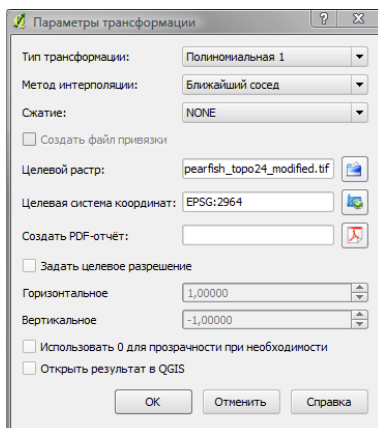 Параметры трансформации
Тип трансформации: Полиномиальная 1
Метод интерполяции: Ближайший сосед
Сжатие: NONE
Создать файл привязки
Целевой растр: pearfish_topo24_modified.tif
Целевая система координат: EPSG:2964
Создать PDF-отчёт:
Задать целевое разрешение
Горизонтальное 1,00000
Вертикальное -1,00000
Использовать 0 для прозрачности при необходимости
Открыть результат в QGIS
OK Отменить Справка